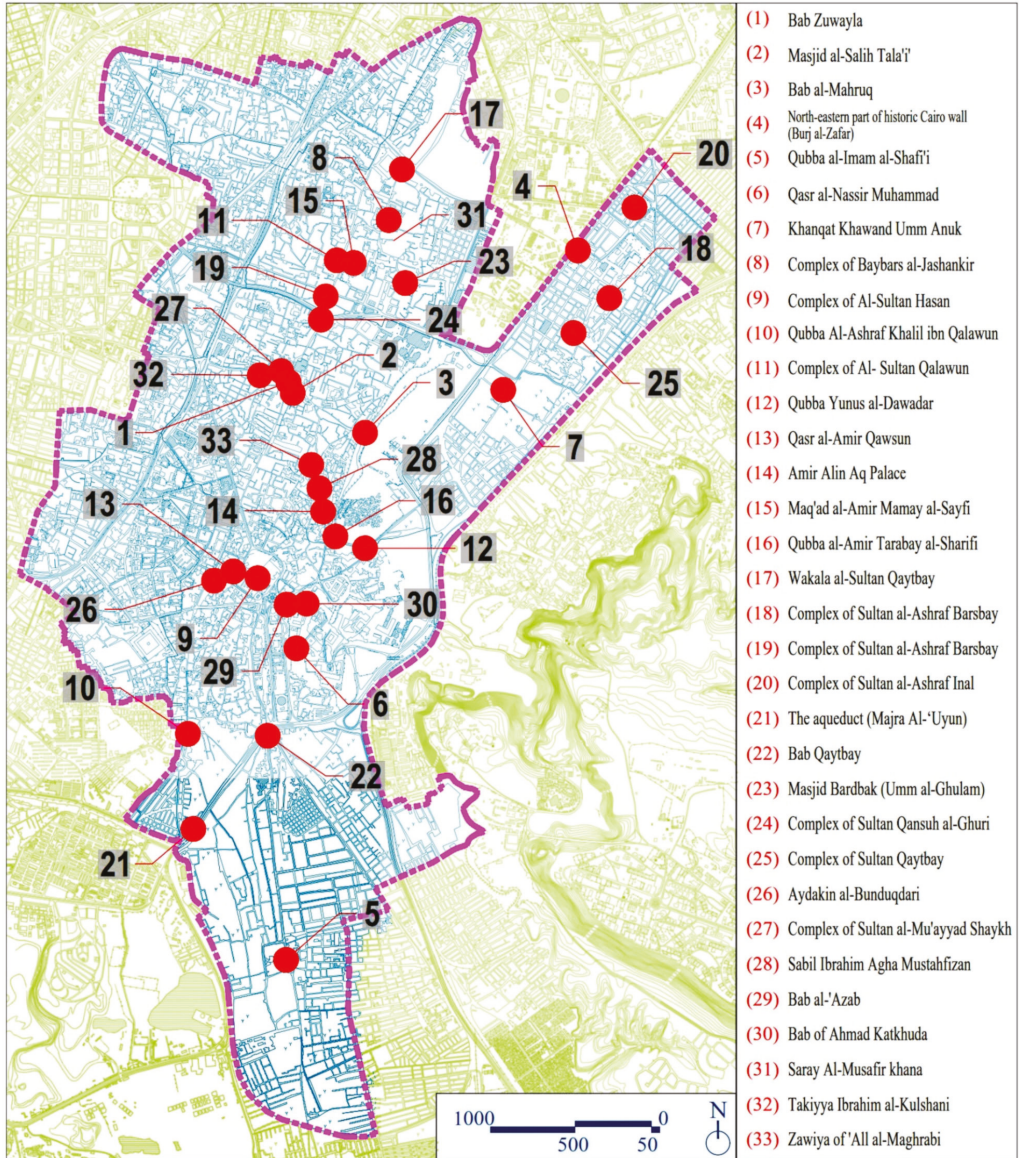 17
8
20
4
15
31
11
18
23
19
27
24
2
32
3
25
1
7
33
28
13
14
16
12
26
30
9
29
10
6
22
21
5
1000 0
500 50
N
(1) Bab Zuwayla
(2) Masjid al-Salih Tala'i'
(3) Bab al-Mahruq
(4) North-eastern part of historic Cairo wall
(Burj al-Zafar)
(5) Qubba al-Imam al-Shafi'i
(6) Qasr al-Nassir Muhammad
(7) Khanqat Khawand Umm Anuk
(8) Complex of Baybars al-Jashankir
(9) Complex of Al-Sultan Hasan
(10) Qubba Al-Ashraf Khalil ibn Qalawun
(11) Complex of Al- Sultan Qalawun
(12) Qubba Yunus al-Dawadar
(13) Qasr al-Amir Qawsun
(14) Amir Alin Aq Palace
(15) Maq'ad al-Amir Mamay al-Sayfi
(16) Qubba al-Amir Tarabay al-Sharifi
(17) Wakala al-Sultan Qaytbay
(18) Complex of Sultan al-Ashraf Barsbay
(19) Complex of Sultan al-Ashraf Barsbay
(20) Complex of Sultan al-Ashraf Inal
(21) The aqueduct (Majra Al-‘Uyun)
(22) Bab Qaytbay
(23) Masjid Bardbak (Umm al-Ghulam)
(24) Complex of Sultan Qansuh al-Ghuri
(25) Complex of Sultan Qaytbay
(26) Aydakin al-Bunduqdari
(27) Complex of Sultan al-Mu'ayyad Shaykh
(28) Sabil Ibrahim Agha Mustahfizan
(29) Bab al-'Azab
(30) Bab of Ahmad Katkhuda
(31) Saray Al-Musafir khana
(32) Takiyya Ibrahim al-Kulshani
(33) Zawiya of 'All al-Maghrabi